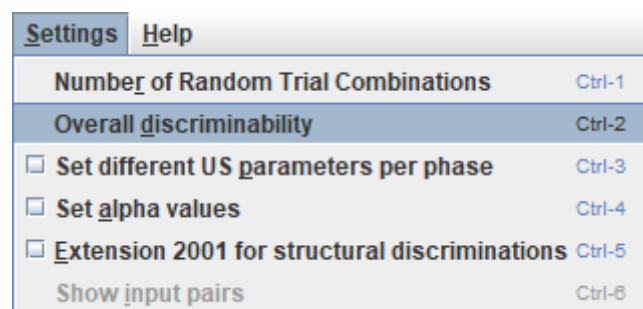 Settings Help
Number of Random Trial Combinations Ctrl-1
Overall discriminability Ctrl-2
Set different US parameters per phase Ctrl-3
Set alpha values Ctrl-4
Extension 2001 for structural discriminations Ctrl-5
Show input pairs Ctrl-6